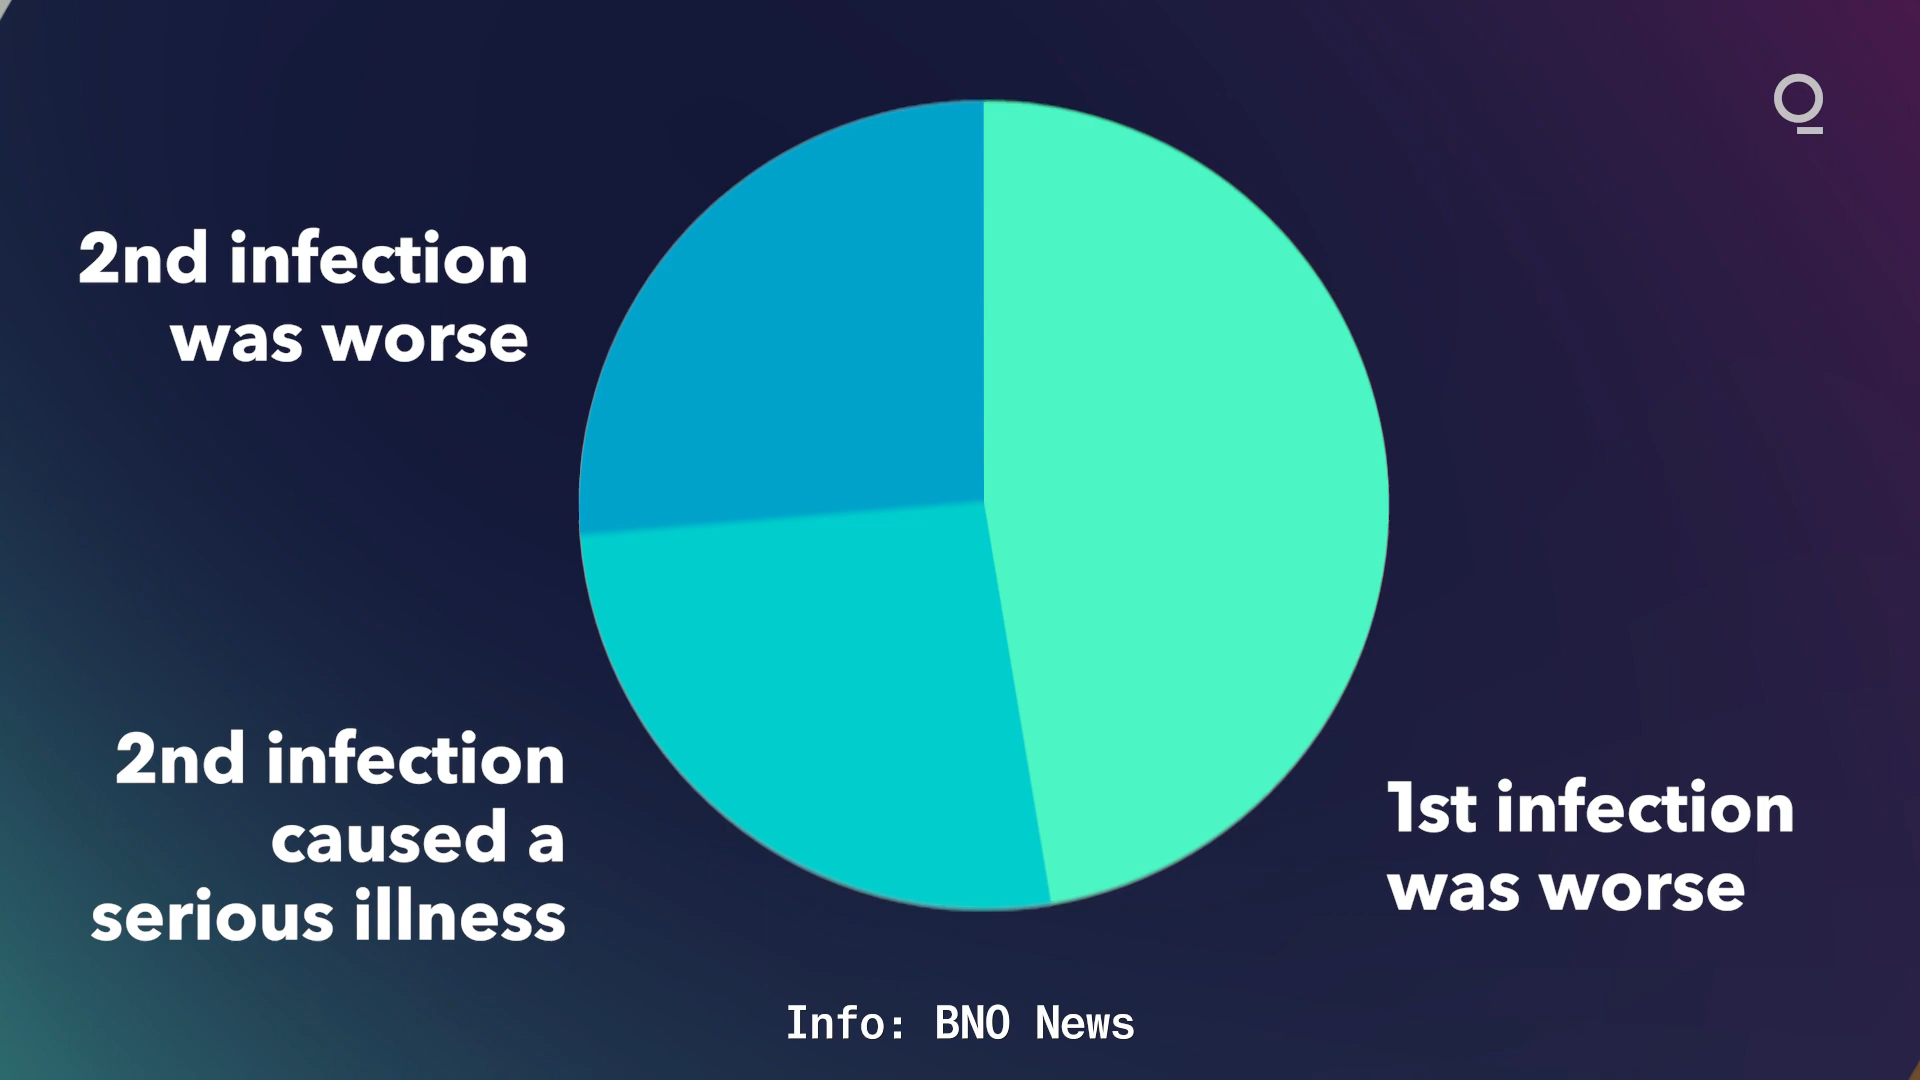 2nd infection
was worse
2nd infection
caused a
serious illness
1st infection
was worse
Info: BNO News